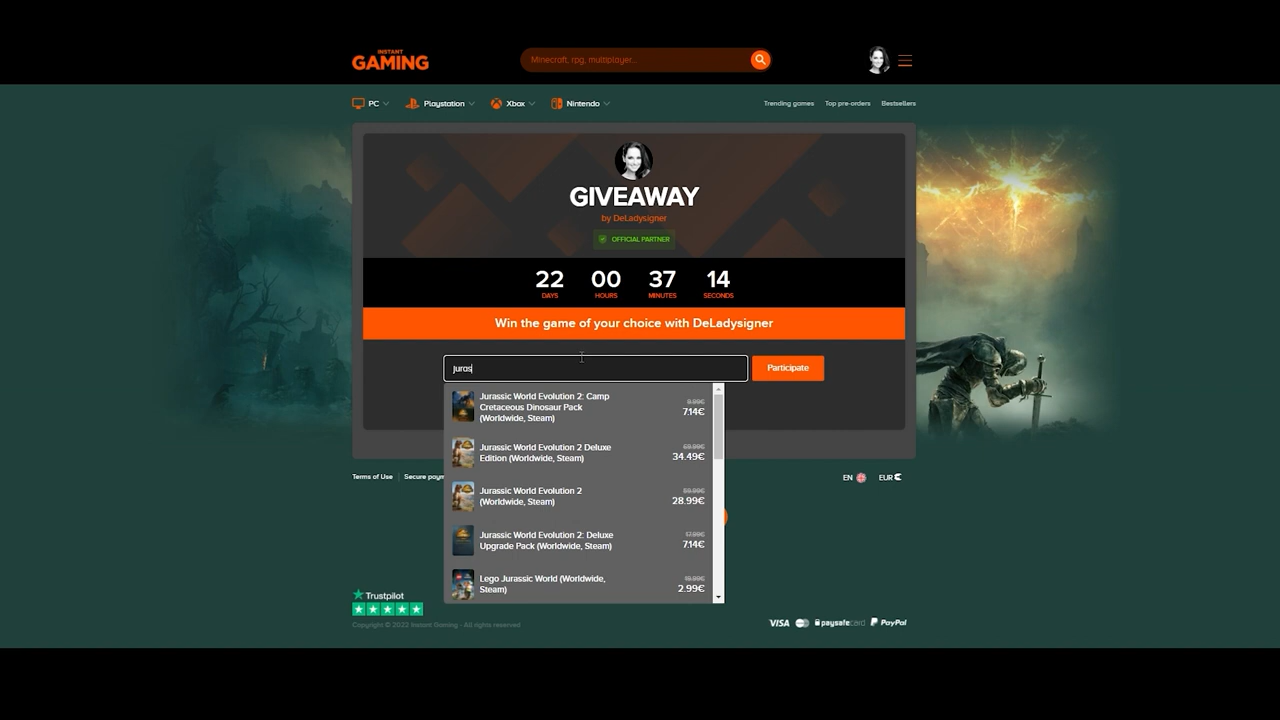 INSTANT
GAMING
Minecraft, rpg, multiplayer...
PC
Playstation
Xbox
Nintendo
Trending games
Top pre-orders
Bestsellers
GIVEAWAY
by DeLadysigner
OFFICIAL PARTNER
22 00 37 14
DAYS HOURS MINUTES SECONDS
Win the game of your choice with DeLadysigner
juras
Participate
Jurassic World Evolution 2: Camp
Cretaceous Dinosaur Pack
(Worldwide, Steam)
9.99€
7.14€
Jurassic World Evolution 2 Deluxe
Edition (Worldwide, Steam)
69.99€
34.49€
Jurassic World Evolution 2
(Worldwide, Steam)
59.99€
28.99€
Jurassic World Evolution 2: Deluxe
Upgrade Pack (Worldwide, Steam)
17.99€
7.14€
Lego Jurassic World (Worldwide,
Steam)
19.99€
2.99€
Terms of Use
Secure paym
EN
EUR €
Trustpilot
Copyright © 2022 Instant Gaming - All rights reserved
VISA
paysafecard
PayPal